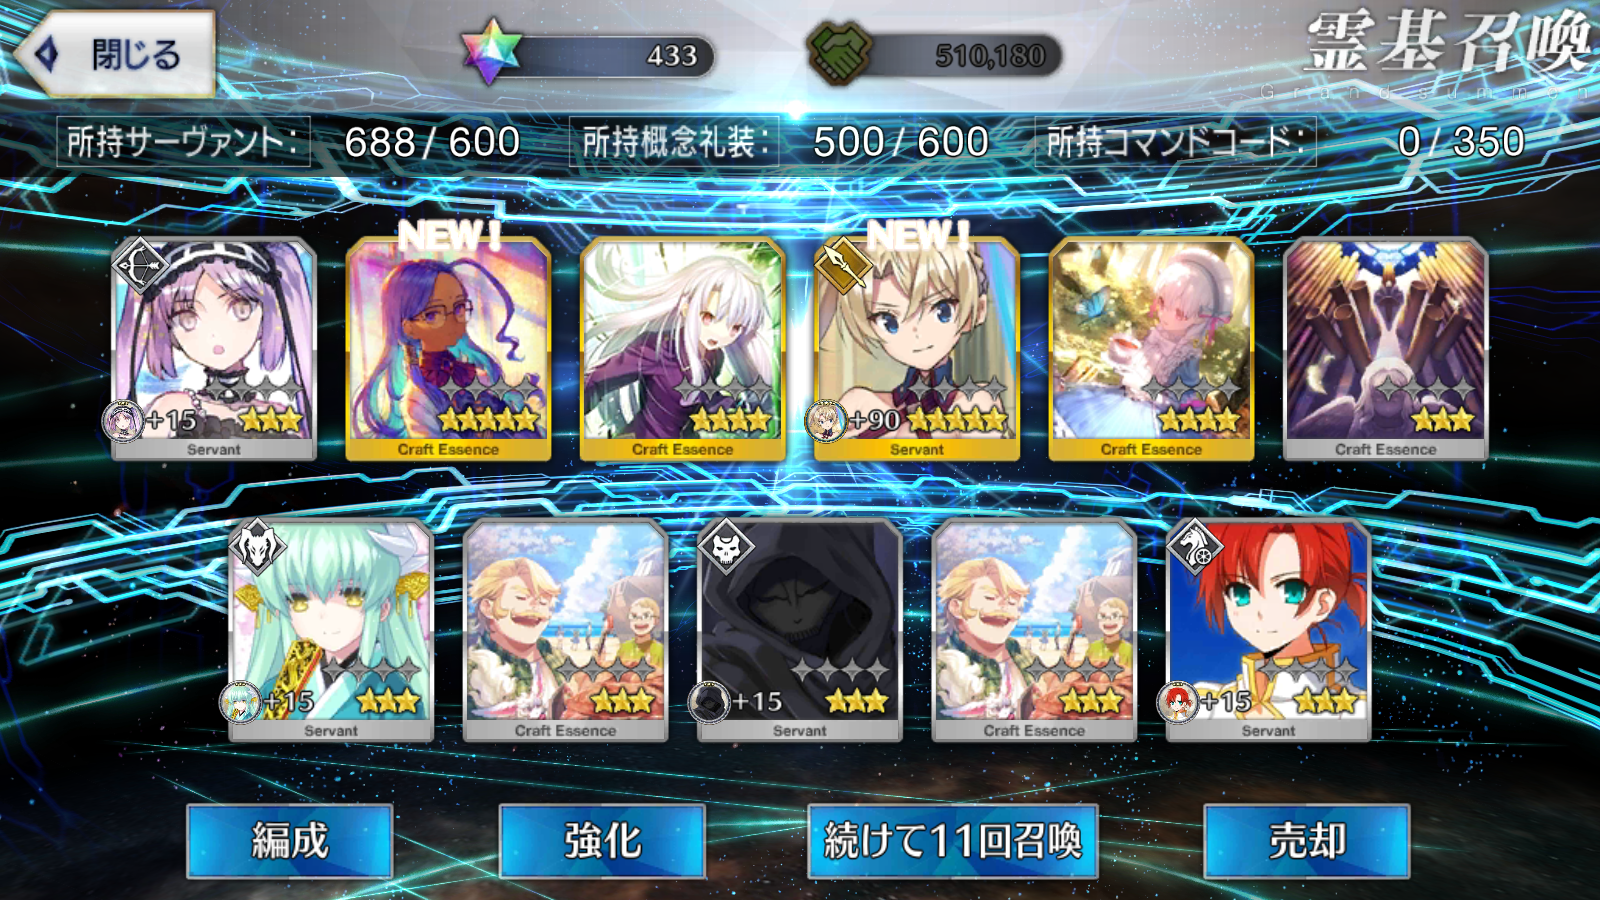 閉じる
433
510,180
霊基召喚
Grand summon
所持サーヴァント: 688 / 600
所持概念礼装: 500 / 600
所持コマンドコード: 0 / 350
NEW!
NEW!
+15
+90
Servant
Craft Essence
Craft Essence
Servant
Craft Essence
Craft Essence
+15
+15
+15
Servant
Craft Essence
Servant
Craft Essence
Servant
編成
強化
続けて11回召喚
売却